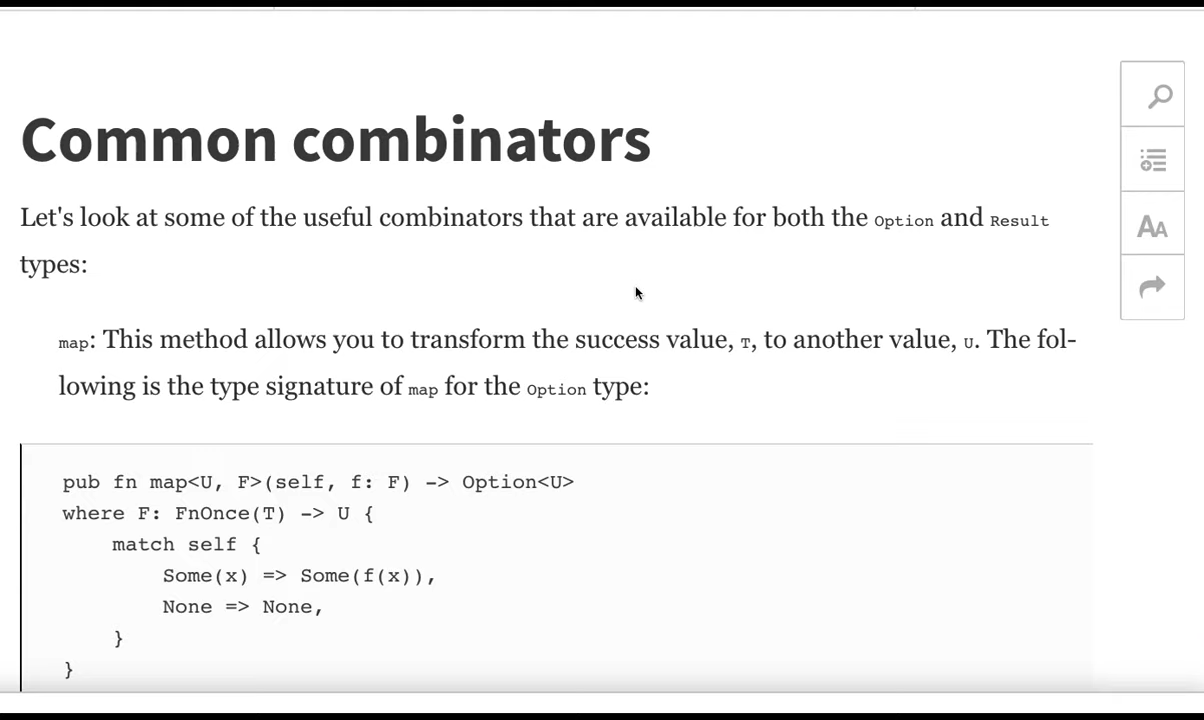 Common combinators
Let's look at some of the useful combinators that are available for both the Option and Result
types:
map: This method allows you to transform the success value, T, to another value, U. The fol-
lowing is the type signature of map for the Option type:
pub fn map<U, F>(self, f: F) -> Option<U>
where F: FnOnce(T) -> U {
    match self {
        Some(x) => Some(f(x)),
        None => None,
    }
}
AA